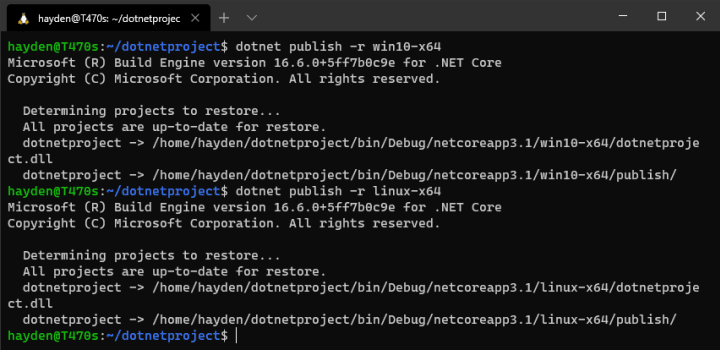 hayden@T470s: ~/dotnetprojec
hayden@T470s:~/dotnetproject$ dotnet publish -r win10-x64
Microsoft (R) Build Engine version 16.6.0+5ff7b0c9e for .NET Core
Copyright (C) Microsoft Corporation. All rights reserved.
  Determining projects to restore...
  All projects are up-to-date for restore.
  dotnetproject -> /home/hayden/dotnetproject/bin/Debug/netcoreapp3.1/win10-x64/dotnetproje
ct.dll
  dotnetproject -> /home/hayden/dotnetproject/bin/Debug/netcoreapp3.1/win10-x64/publish/
hayden@T470s:~/dotnetproject$ dotnet publish -r linux-x64
Microsoft (R) Build Engine version 16.6.0+5ff7b0c9e for .NET Core
Copyright (C) Microsoft Corporation. All rights reserved.
  Determining projects to restore...
  All projects are up-to-date for restore.
  dotnetproject -> /home/hayden/dotnetproject/bin/Debug/netcoreapp3.1/linux-x64/dotnetproje
ct.dll
  dotnetproject -> /home/hayden/dotnetproject/bin/Debug/netcoreapp3.1/linux-x64/publish/
hayden@T470s:~/dotnetproject$